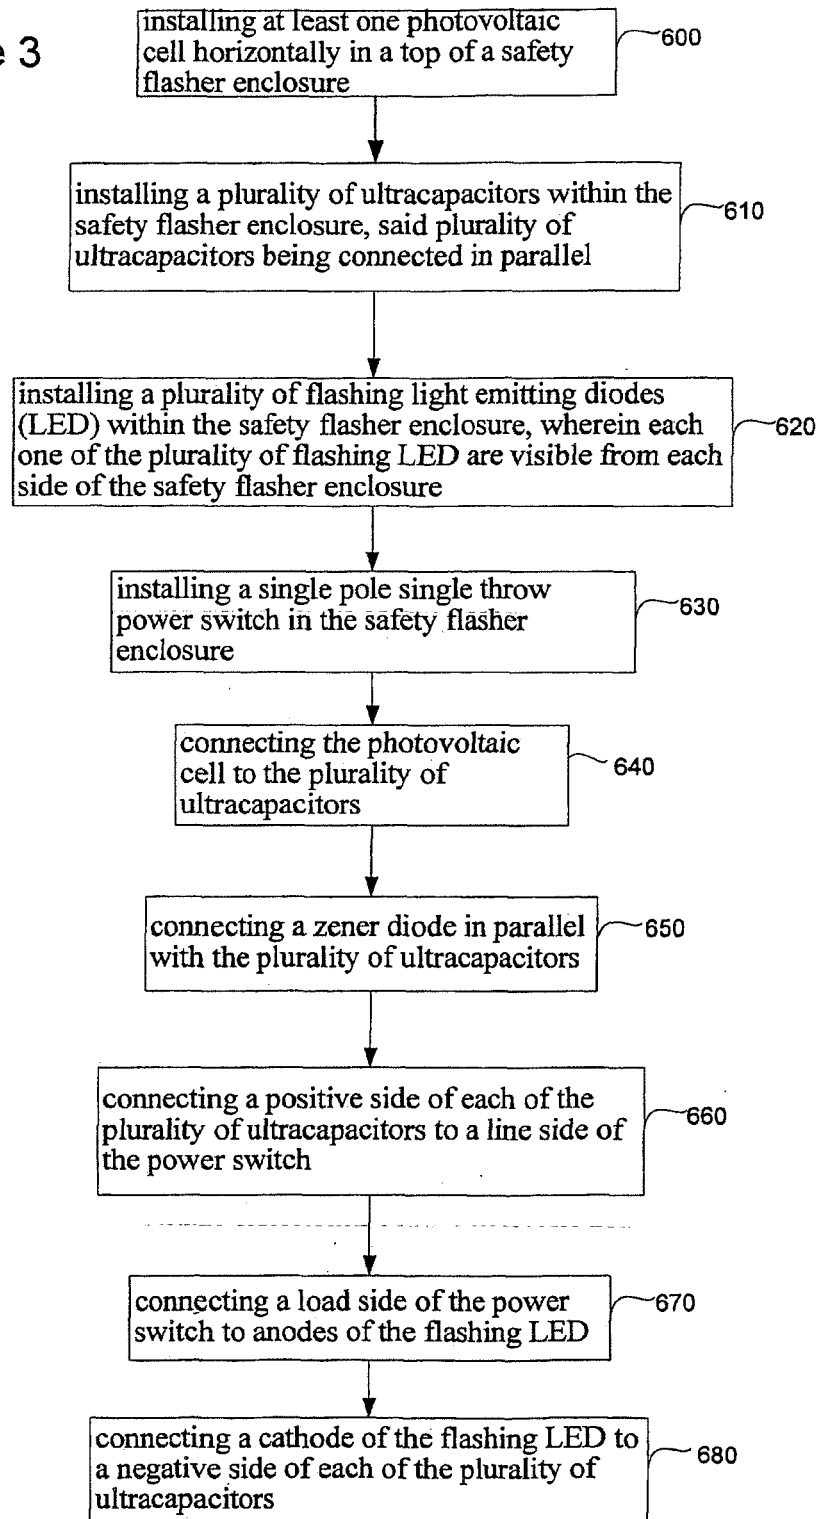 installing at least one photovoltaic
cell horizontally in a top of a safety
flasher enclosure
600
e 3
installing a plurality of ultracapacitors within the
safety flasher enclosure, said plurality of
ultracapacitors being connected in parallel
610
installing a plurality of flashing light emitting diodes
(LED) within the safety flasher enclosure, wherein each
one of the plurality of flashing LED are visible from each
side of the safety flasher enclosure
620
installing a single pole single throw
power switch in the safety flasher
enclosure
630
connecting the photovoltaic
cell to the plurality of
ultracapacitors
640
connecting a zener diode in parallel
with the plurality of ultracapacitors
650
connecting a positive side of each of the
plurality of ultracapacitors to a line side of
the power switch
660
connecting a load side of the power
switch to anodes of the flashing LED
670
connecting a cathode of the flashing LED to
a negative side of each of the plurality of
ultracapacitors
680